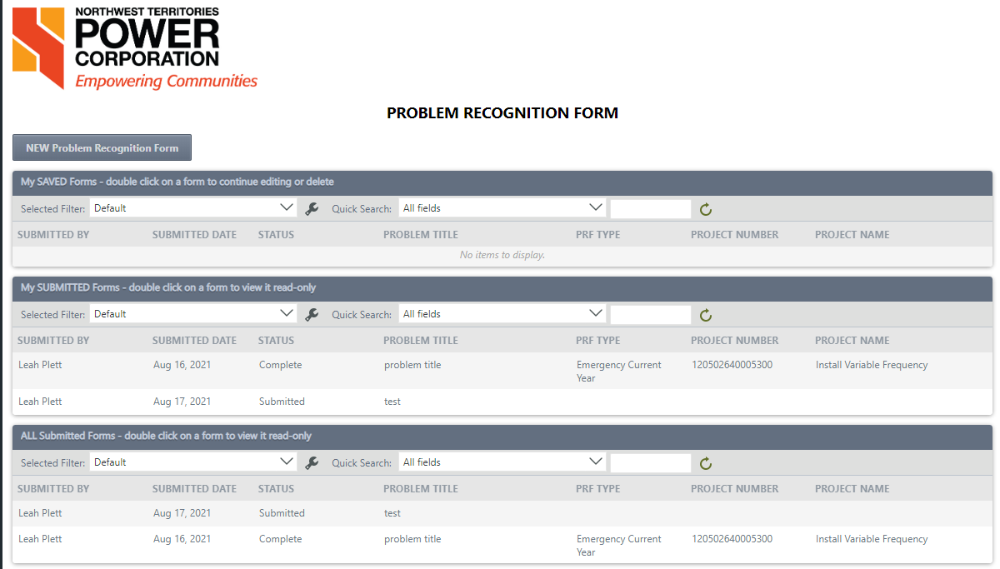 NORTHWEST TERRITORIES
POWER
CORPORATION
Empowering Communities
PROBLEM RECOGNITION FORM
NEW Problem Recognition Form
My SAVED Forms - double click on a form to continue editing or delete
Selected Filter: Default Quick Search: All fields
SUBMITTED BY SUBMITTED DATE STATUS PROBLEM TITLE PRF TYPE PROJECT NUMBER PROJECT NAME
No items to display.
My SUBMITTED Forms - double click on a form to view it read-only
Selected Filter: Default Quick Search: All fields
SUBMITTED BY SUBMITTED DATE STATUS PROBLEM TITLE PRF TYPE PROJECT NUMBER PROJECT NAME
Leah Plett Aug 16, 2021 Complete problem title Emergency Current 120502640005300 Install Variable Frequency
Year
Leah Plett Aug 17, 2021 Submitted test
ALL Submitted Forms - double click on a form to view it read-only
Selected Filter: Default Quick Search: All fields
SUBMITTED BY SUBMITTED DATE STATUS PROBLEM TITLE PRF TYPE PROJECT NUMBER PROJECT NAME
Leah Plett Aug 17, 2021 Submitted test
Leah Plett Aug 16, 2021 Complete problem title Emergency Current 120502640005300 Install Variable Frequency
Year